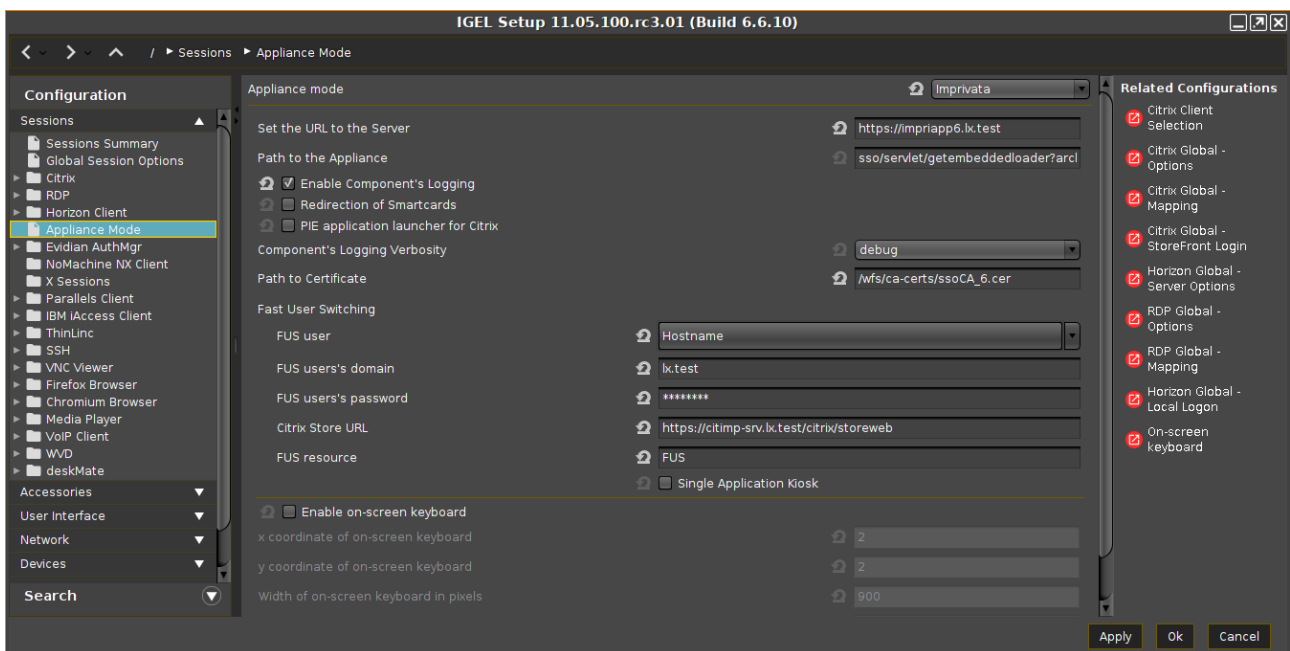 IGEL Setup 11.05.100.rc3.01 (Build 6.6.10)
/ Sessions Appliance Mode
Configuration
Sessions
Sessions Summary
Global Session Options
Citrix
RDP
Horizon Client
Appliance Mode
Evidian AuthMgr
NoMachine NX Client
X Sessions
Parallels Client
IBM iAccess Client
ThinLinc
SSH
VNC Viewer
Firefox Browser
Chromium Browser
Media Player
VoIP Client
WVD
deskMate
Accessories
User Interface
Network
Devices
Search
Appliance mode Imprivata
Set the URL to the Server https://impriapp6.lx.test
Path to the Appliance sso/servlet/getembeddedloader?arcl
Enable Component's Logging
Redirection of Smartcards
PIE application launcher for Citrix
Component's Logging Verbosity debug
Path to Certificate /wfs/ca-certs/ssoCA_6.cer
Fast User Switching
FUS user Hostname
FUS users's domain lx.test
FUS users's password ********
Citrix Store URL https://citimp-srv.lx.test/citrix/storeweb
FUS resource FUS
Single Application Kiosk
Enable on-screen keyboard
x coordinate of on-screen keyboard 2
y coordinate of on-screen keyboard 2
Width of on-screen keyboard in pixels 900
Related Configurations
Citrix Client
Selection
Citrix Global -
Options
Citrix Global -
Mapping
Citrix Global -
StoreFront Login
Horizon Global -
Server Options
RDP Global -
Options
RDP Global -
Mapping
Horizon Global -
Local Logon
On-screen
keyboard
Apply Ok Cancel